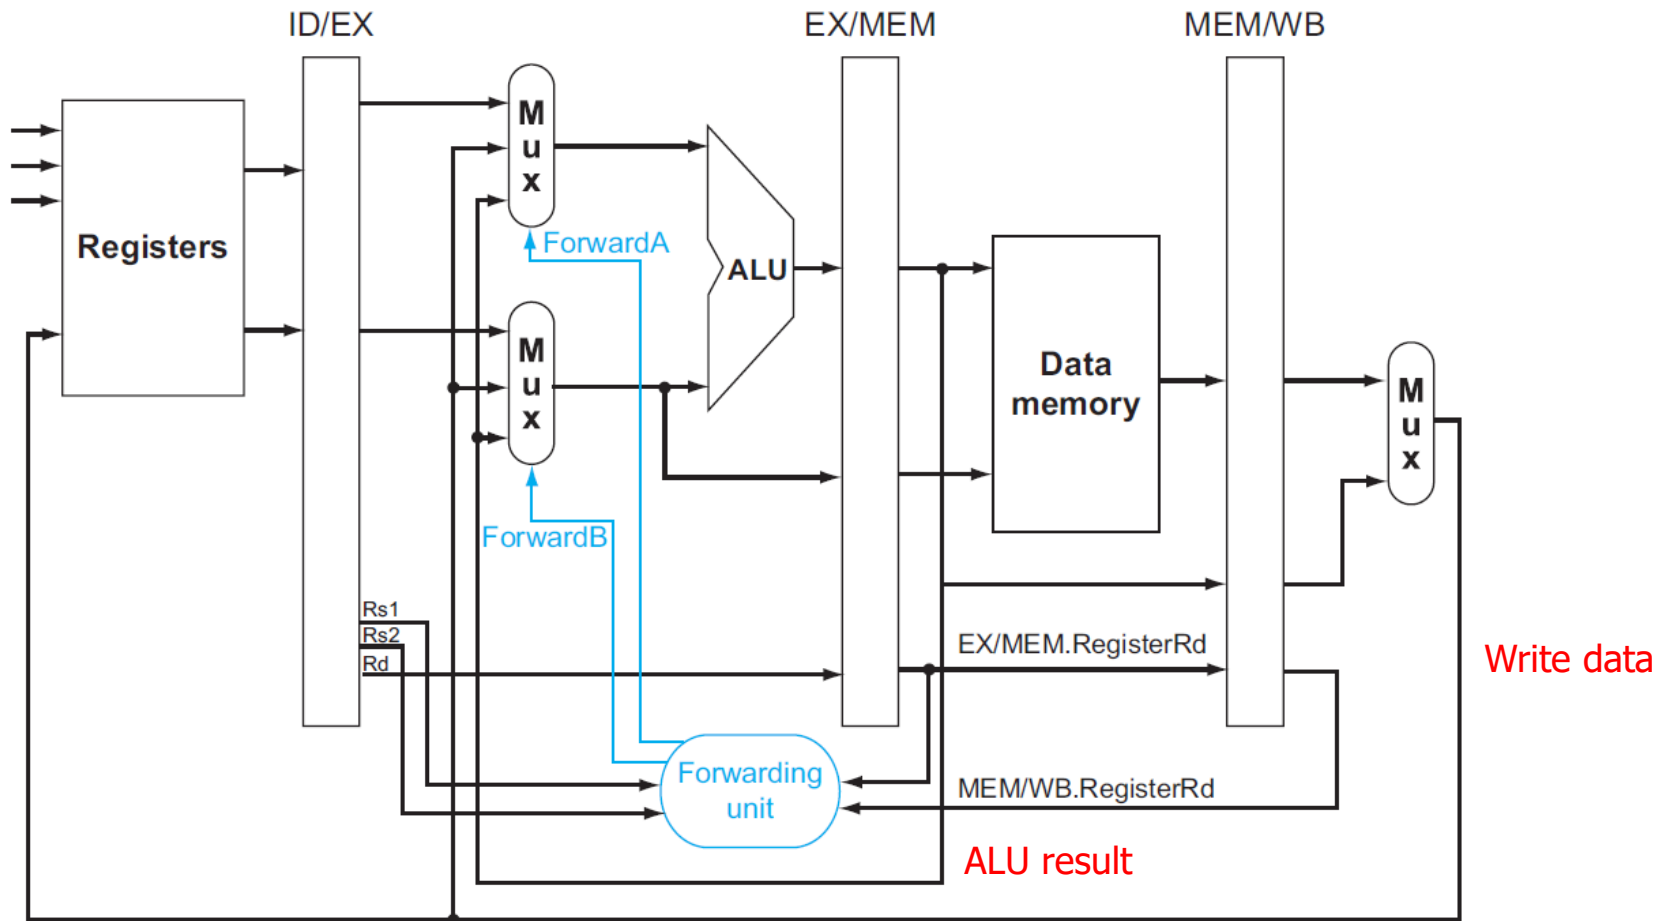 ID/EX
EX/MEM
MEM/WB
M
u
x
Registers
ForwardA
ALU
M
u
x
Data
memory
M
u
x
ForwardB
Rs1
Rs2
Rd
EX/MEM.RegisterRd
Write data
Forwarding
unit
MEM/WB.RegisterRd
ALU result